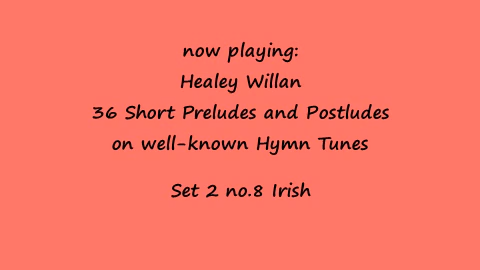 now playing:
Healey Willan
36 Short Preludes and Postludes
on well-known Hymn Tunes
Set 2 no.8 Irish